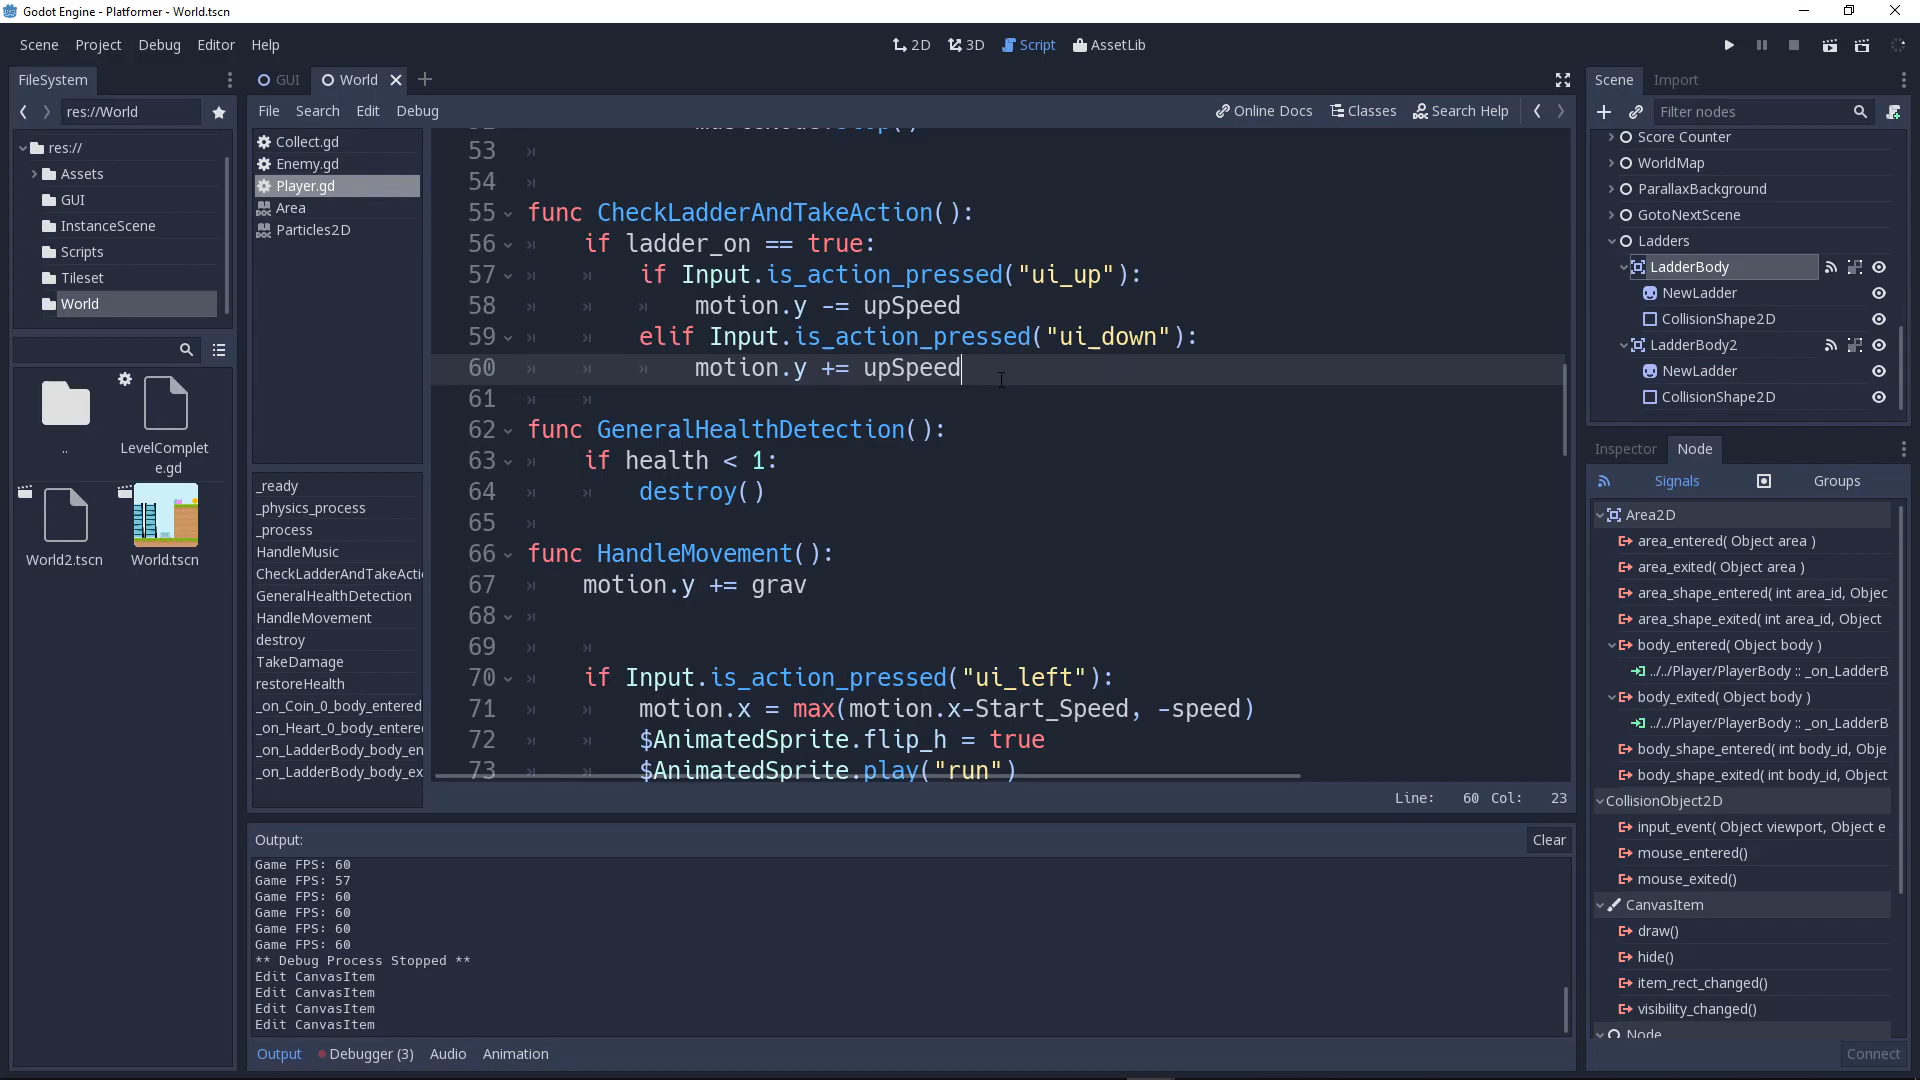 Godot Engine - Platformer - World.tscn
Scene Project Debug Editor Help
2D 3D Script AssetLib
FileSystem
res://World
res://
Assets
GUI
InstanceScene
Scripts
Tileset
World
..
LevelComplet
e.gd
World2.tscn
World.tscn
GUI World
File Search Edit Debug
Online Docs Classes Search Help
Collect.gd
Enemy.gd
Player.gd
Area
Particles2D
_ready
_physics_process
_process
HandleMusic
CheckLadderAndTakeActi
GeneralHealthDetection
HandleMovement
destroy
TakeDamage
restoreHealth
_on_Coin_0_body_entered
_on_Heart_0_body_entere
_on_LadderBody_body_en
_on_LadderBody_body_ex
53
54
55 func CheckLadderAndTakeAction():
56 if ladder_on == true:
57 if Input.is_action_pressed("ui_up"):
58 motion.y -= upSpeed
59 elif Input.is_action_pressed("ui_down"):
60 motion.y += upSpeed
61
62 func GeneralHealthDetection():
63 if health < 1:
64 destroy()
65
66 func HandleMovement():
67 motion.y += grav
68
69
70 if Input.is_action_pressed("ui_left"):
71 motion.x = max(motion.x-Start_Speed, -speed)
72 $AnimatedSprite.flip_h = true
73 $AnimatedSprite.play("run")
Line: 60 Col: 23
Output:
Clear
Game FPS: 60
Game FPS: 57
Game FPS: 60
Game FPS: 60
Game FPS: 60
Game FPS: 60
** Debug Process Stopped **
Edit CanvasItem
Edit CanvasItem
Edit CanvasItem
Edit CanvasItem
Output Debugger (3) Audio Animation
Scene Import
Filter nodes
Score Counter
WorldMap
ParallaxBackground
GotoNextScene
Ladders
LadderBody
NewLadder
CollisionShape2D
LadderBody2
NewLadder
CollisionShape2D
Inspector Node
Signals Groups
Area2D
area_entered( Object area )
area_exited( Object area )
area_shape_entered( int area_id, Objec
area_shape_exited( int area_id, Object
body_entered( Object body )
../../Player/PlayerBody :: _on_LadderB
body_exited( Object body )
../../Player/PlayerBody :: _on_LadderB
body_shape_entered( int body_id, Obje
body_shape_exited( int body_id, Object
CollisionObject2D
input_event( Object viewport, Object e
mouse_entered()
mouse_exited()
CanvasItem
draw()
hide()
item_rect_changed()
visibility_changed()
Node
Connect